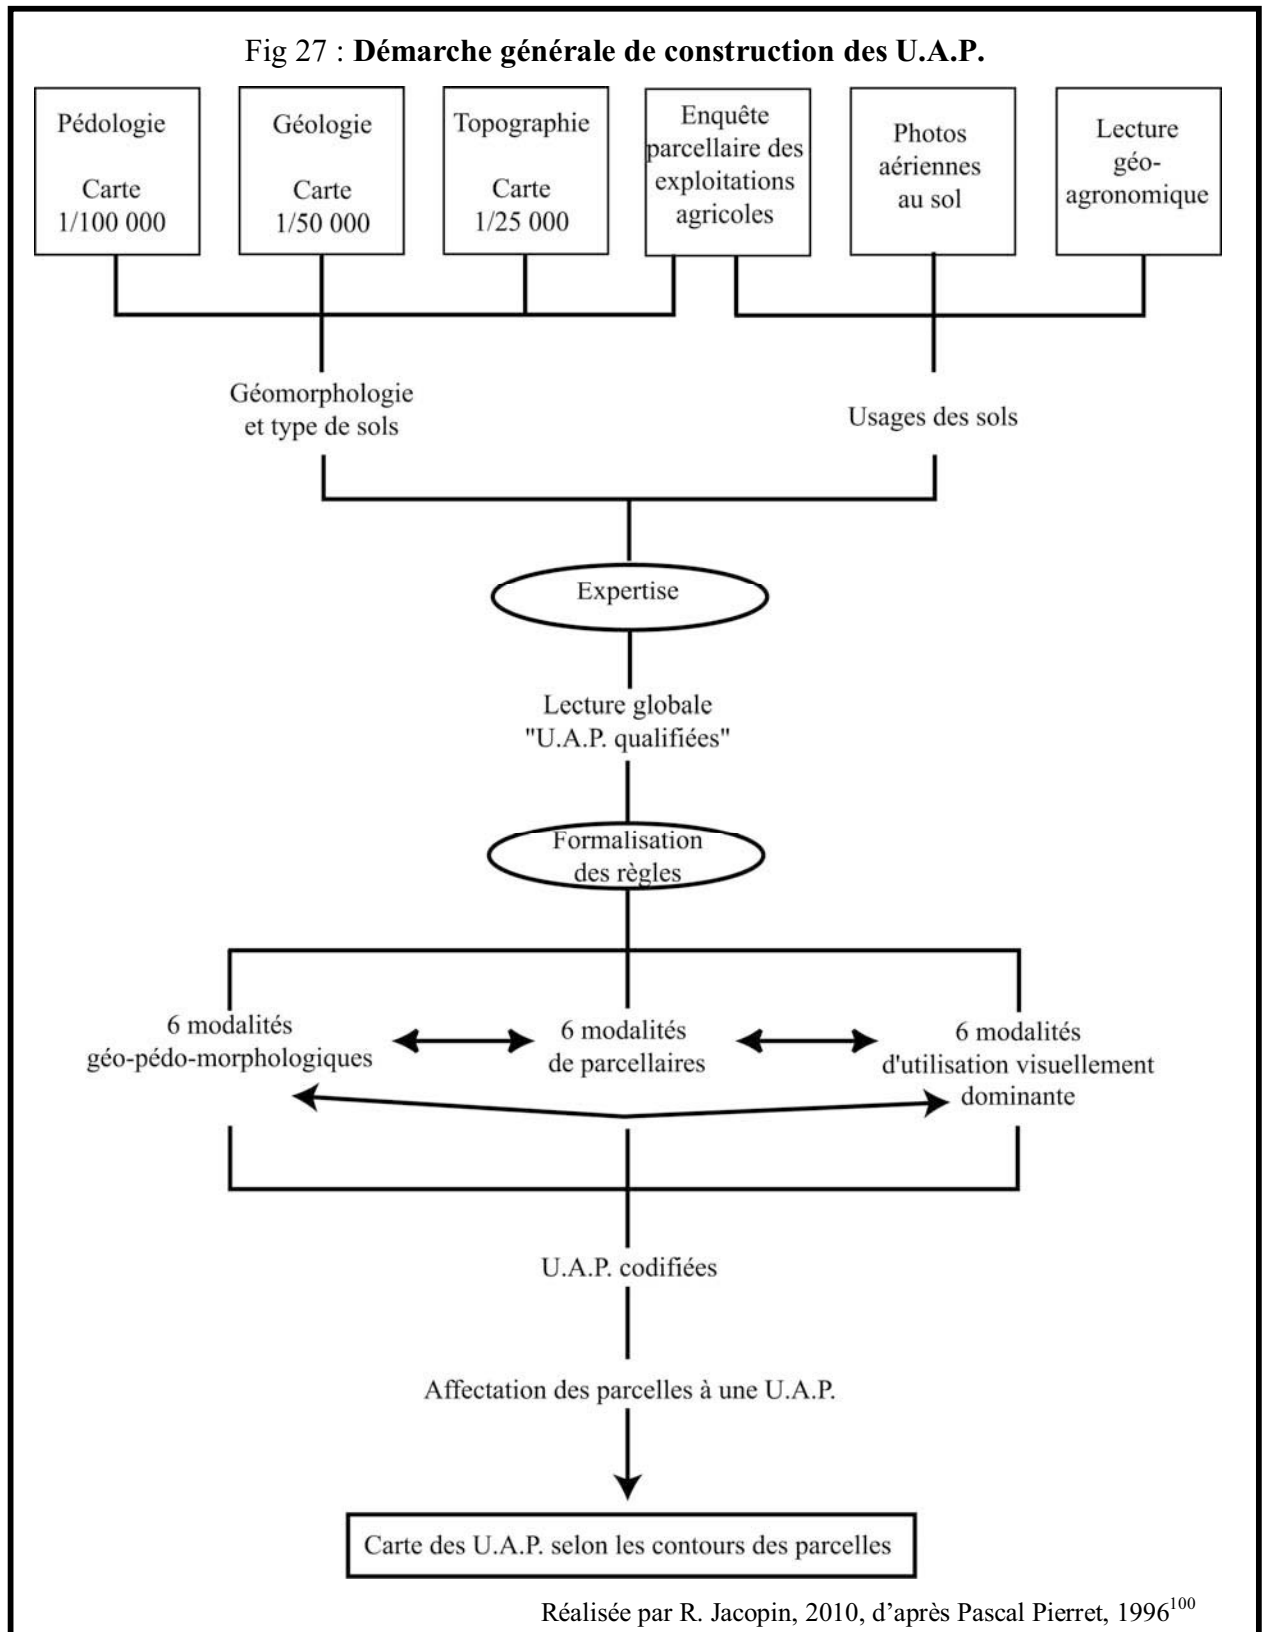 Fig 27 : Démarche générale de construction des U.A.P.
Pédologie
Carte
1/100 000
Géologie
Carte
1/50 000
Topographie
Carte
1/25 000
Enquête
parcellaire des
exploitations
agricoles
Photos
aériennes
au sol
Lecture
géo-
agronomique
Géomorphologie
et type de sols
Usages des sols
Expertise
Lecture globale
"U.A.P. qualifiées"
Formalisation
des règles
6 modalités
géo-pédo-morphologiques
6 modalités
de parcellaires
6 modalités
d'utilisation visuellement
dominante
U.A.P. codifiées
Affectation des parcelles à une U.A.P.
Carte des U.A.P. selon les contours des parcelles
Réalisée par R. Jacopin, 2010, d’après Pascal Pierret, 1996100